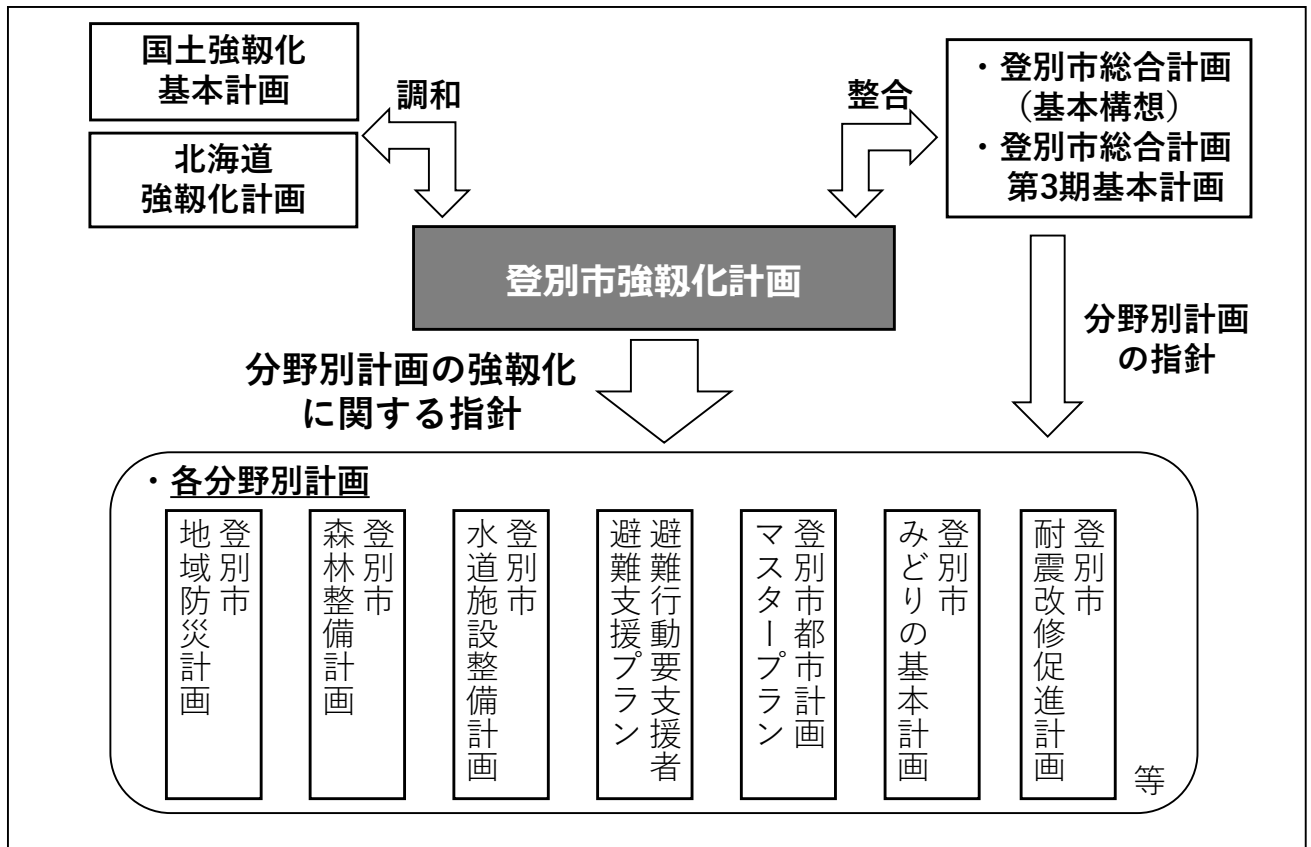 国土強靱化
基本計画
北海道
強靱化計画
調和
整合
・登別市総合計画
（基本構想）
・登別市総合計画
第3期基本計画
登別市強靱化計画
分野別計画の強靱化
に関する指針
分野別計画
の指針
・各分野別計画
登別市
地域防災計画
登別市
森林整備計画
登別市
水道施設整備計画
避難行動要支援者
避難支援プラン
登別市都市計画
マスタープラン
登別市
みどりの基本計画
登別市
耐震改修促進計画
等